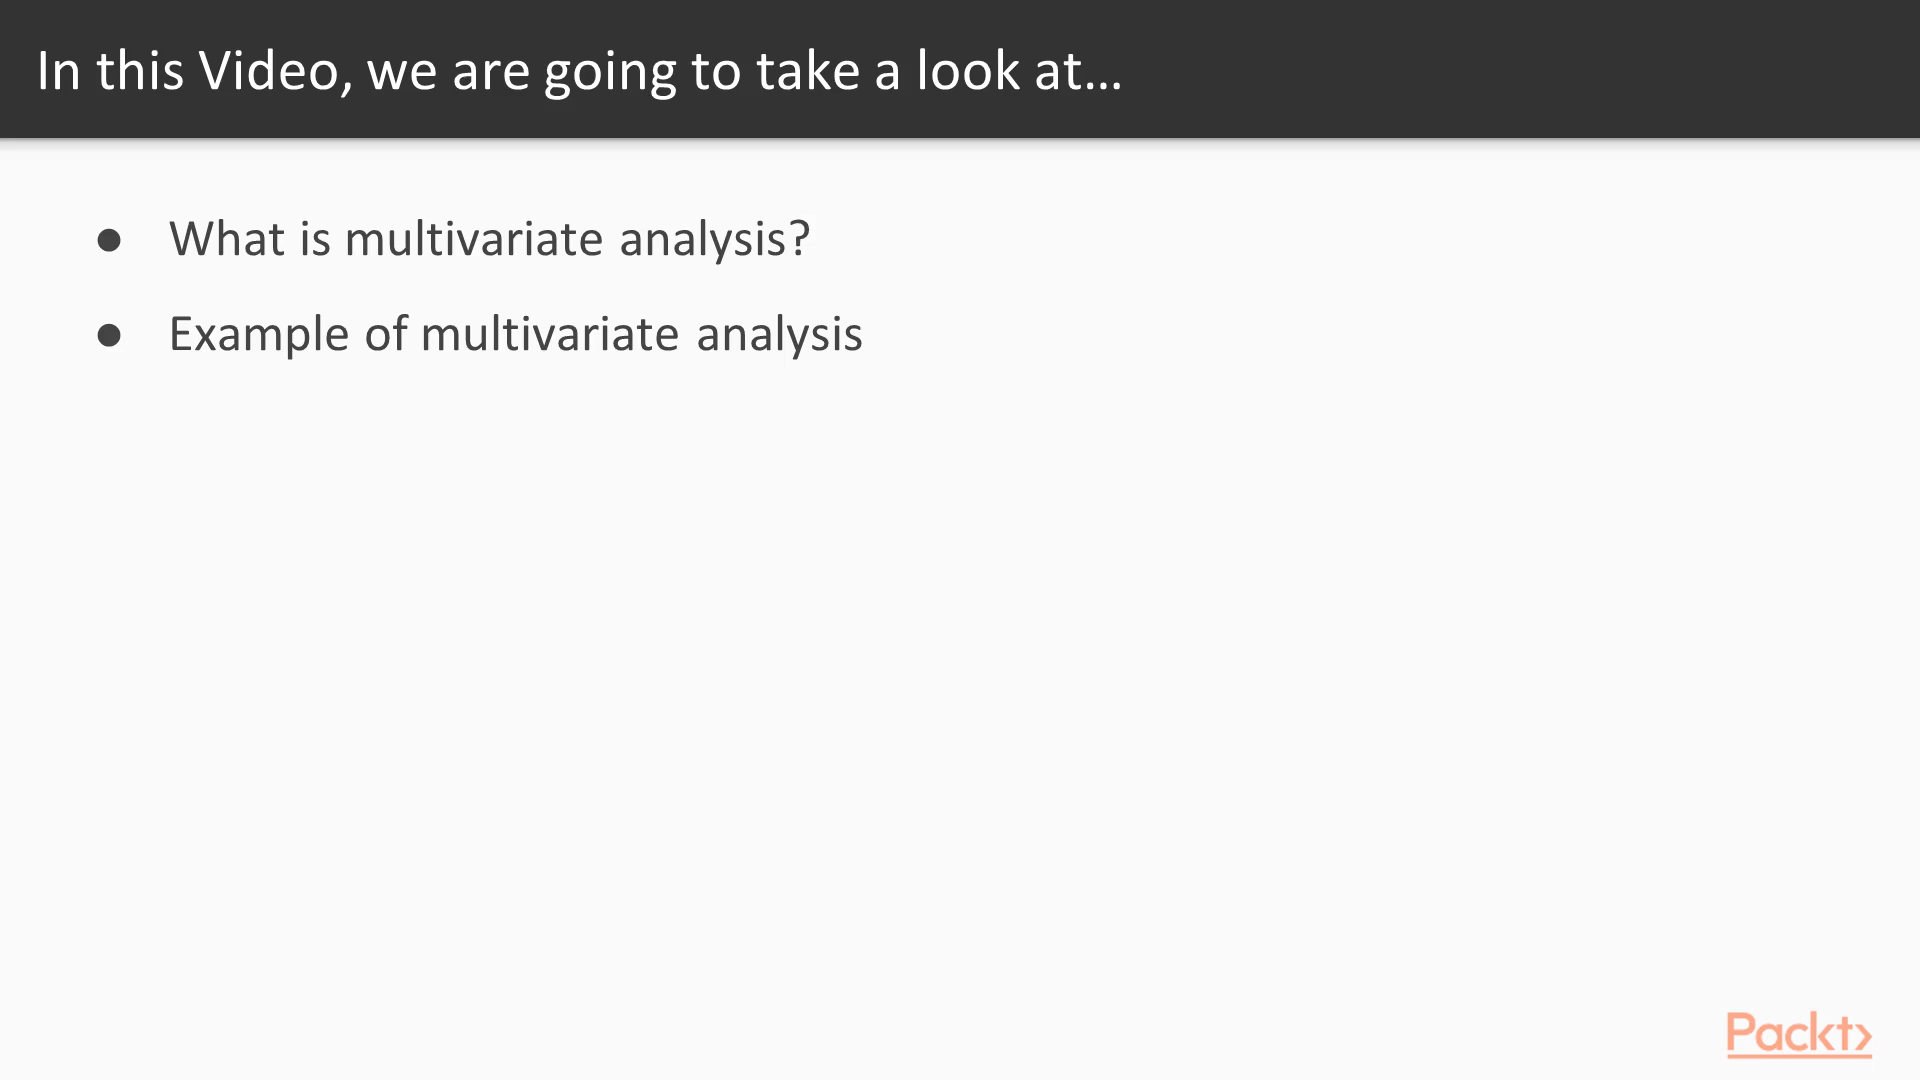 In this Video, we are going to take a look at...
● What is multivariate analysis?
● Example of multivariate analysis
Packt>